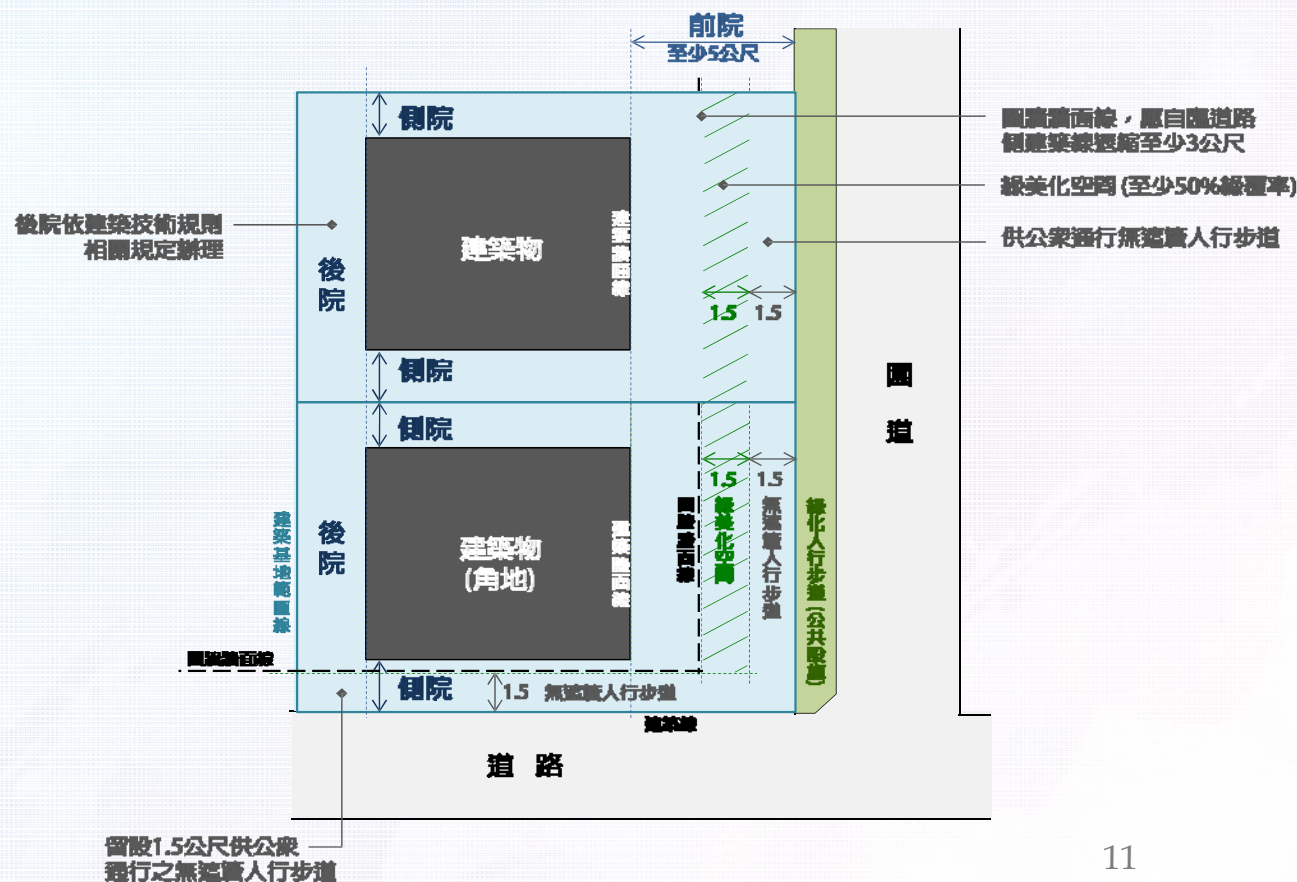 前院
至少5公尺
側院
圍牆牆面線，應自臨道路
側建築線退縮至少3公尺
綠美化空間 (至少50%綠覆率)
供公眾通行無遮簷人行步道
後院依建築技術規則
相關規定辦理
後院
建築物
建築牆面線
1.5
1.5
側院
園道
側院
1.5
1.5
建築基地範圍線
後院
建築物
(角地)
建築牆面線
圍牆牆面線
綠美化空間
無遮簷人行步道
綠化人行步道(公共設施)
圍牆牆面線
側院
1.5 無遮簷人行步道
建築線
道 路
留設1.5公尺供公眾
通行之無遮簷人行步道
11